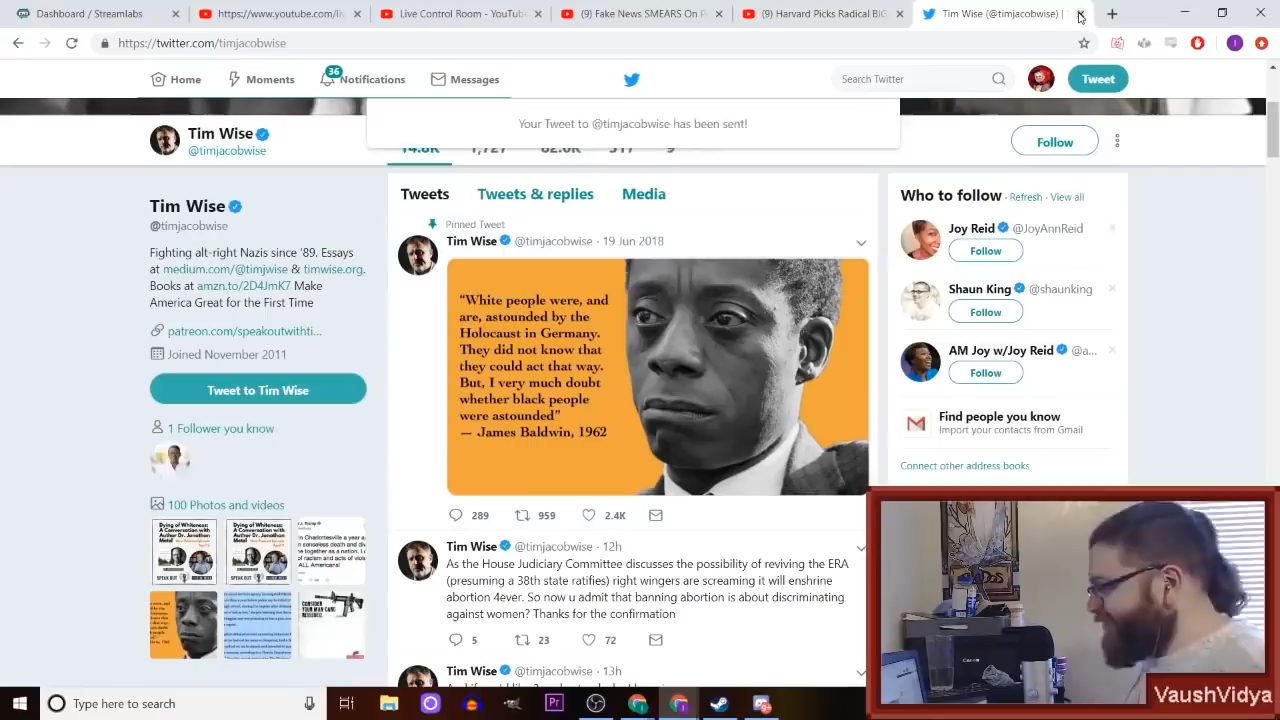 Dashboard / Streamlabs
https://www.youtube.com/li
Live Control Room - YouTube
(9) Fake News SMEARS On P
(9) Harvard Picks Radical BIG
Tim Wise (@timjacobwise) |
https://twitter.com/timjacobwise
Home
Moments
36
Notifications
Messages
Search Twitter
Tweet
Your Tweet to @timjacobwise has been sent!
Tim Wise
@timjacobwise
Follow
Tim Wise
@timjacobwise
Fighting alt-right Nazis since'89. Essays
at medium.com/@timjwise & timwise.org.
Books at amzn.to/2D4JmK7 Make
America Great for the First Time
patreon.com/speakoutwithti...
Joined November 2011
Tweet to Tim Wise
1 Follower you know
100 Photos and videos
Tweets
Tweets & replies
Media
Pinned Tweet
Tim Wise @timjacobwise · 19 Jun 2018
“White people were, and
are, astounded by the
Holocaust in Germany.
They did not know that
they could act that way.
But, I very much doubt
whether black people
were astounded”
— James Baldwin, 1962
289
959
2.4K
Tim Wise @timjacobwise · 12h
As the House Judiciary Committee discusses the possibility of reviving the ERA
(presuming a 38th state ratifies) right wingers are screaming it will enshrine
abortion forever. So now u admit that banning abortion is about discriminating
against women? Thanks for the confirmation
5
23
72
Tim Wise @timjacobwise · 13h
Who to follow · Refresh · View all
Joy Reid @JoyAnnReid
Follow
Shaun King @shaunking
Follow
AM Joy w/Joy Reid @a...
Follow
Find people you know
Import your contacts from Gmail
Connect other address books
VaushVidya
Type here to search